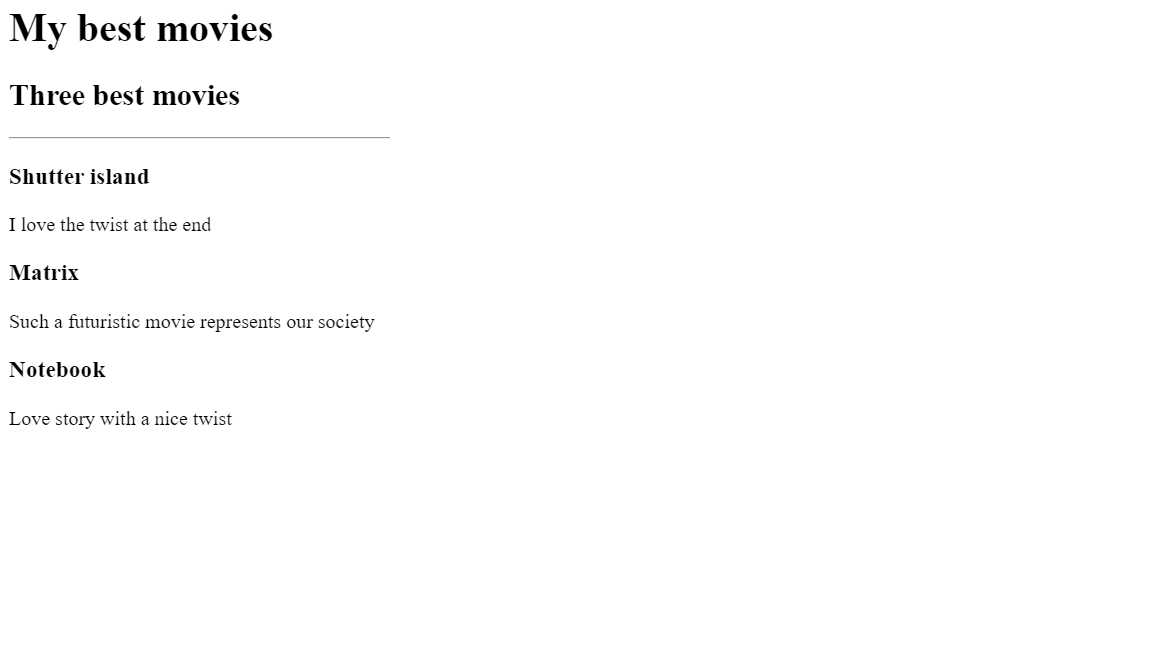 My best movies
Three best movies
Shutter island
I love the twist at the end
Matrix
Such a futuristic movie represents our society
Notebook
Love story with a nice twist